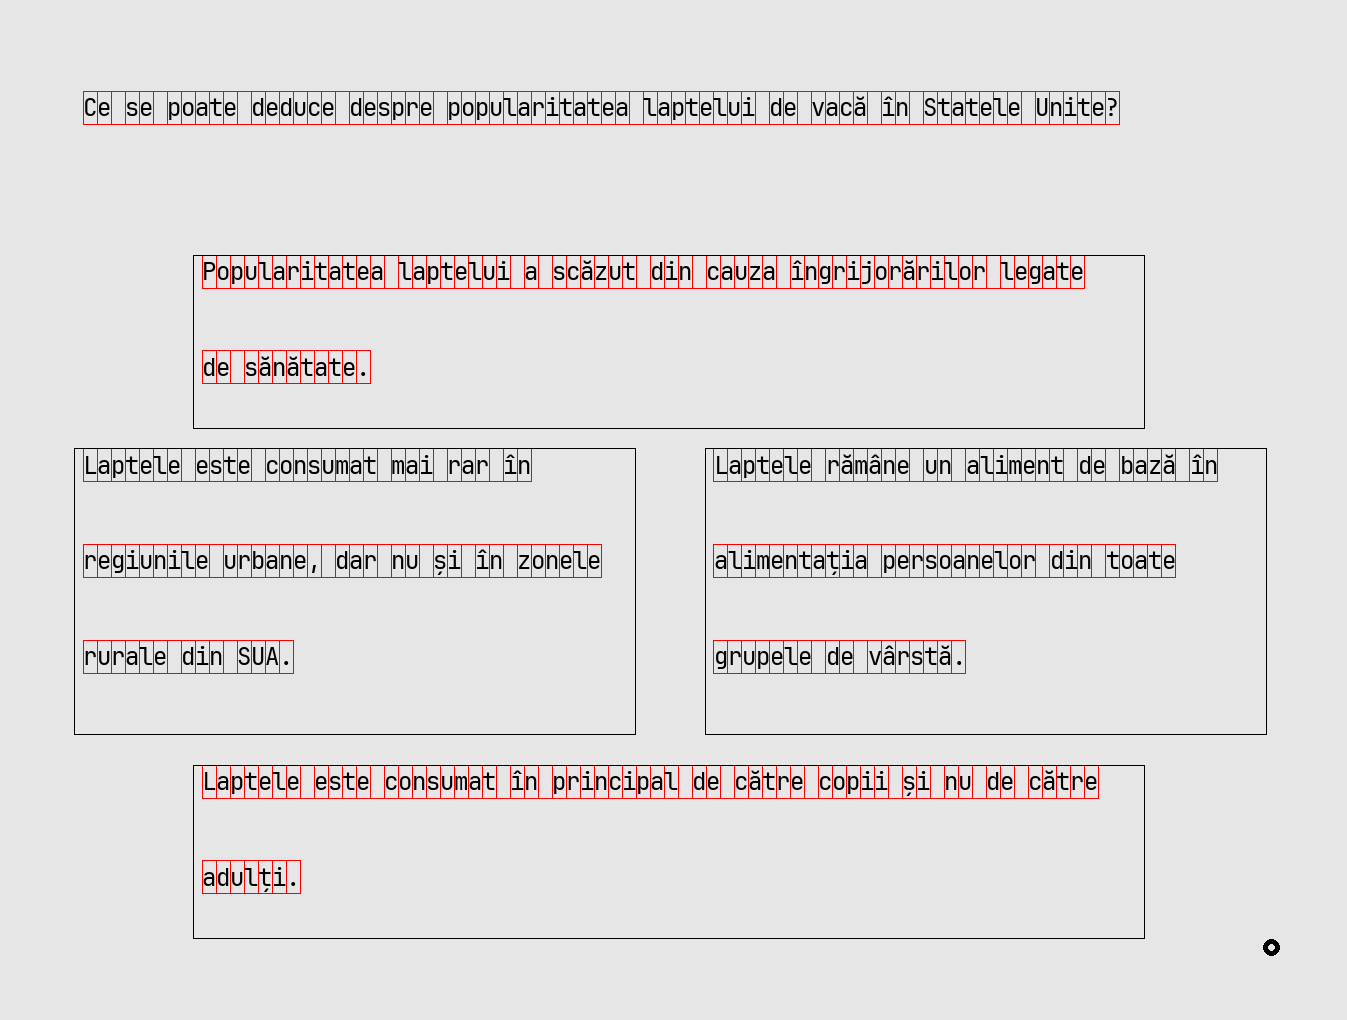 Ce se poate deduce despre popularitatea laptelui de vacă în Statele Unite?
Popularitatea laptelui a scăzut din cauza îngrijorărilor legate
de sănătate.
Laptele este consumat mai rar în
regiunile urbane, dar nu și în zonele
rurale din SUA.
Laptele rămâne un aliment de bază în
alimentația persoanelor din toate
grupele de vârstă.
Laptele este consumat în principal de către copii și nu de către
adulți.